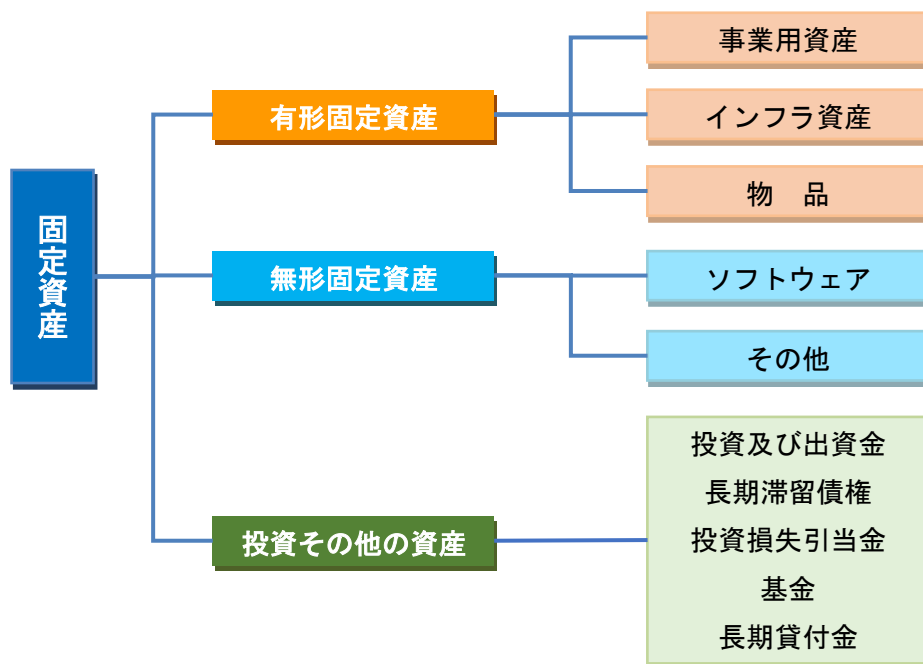 固定資産
有形固定資産
事業用資産
インフラ資産
物　品
無形固定資産
ソフトウェア
その他
投資その他の資産
投資及び出資金
長期滞留債権
投資損失引当金
基金
長期貸付金